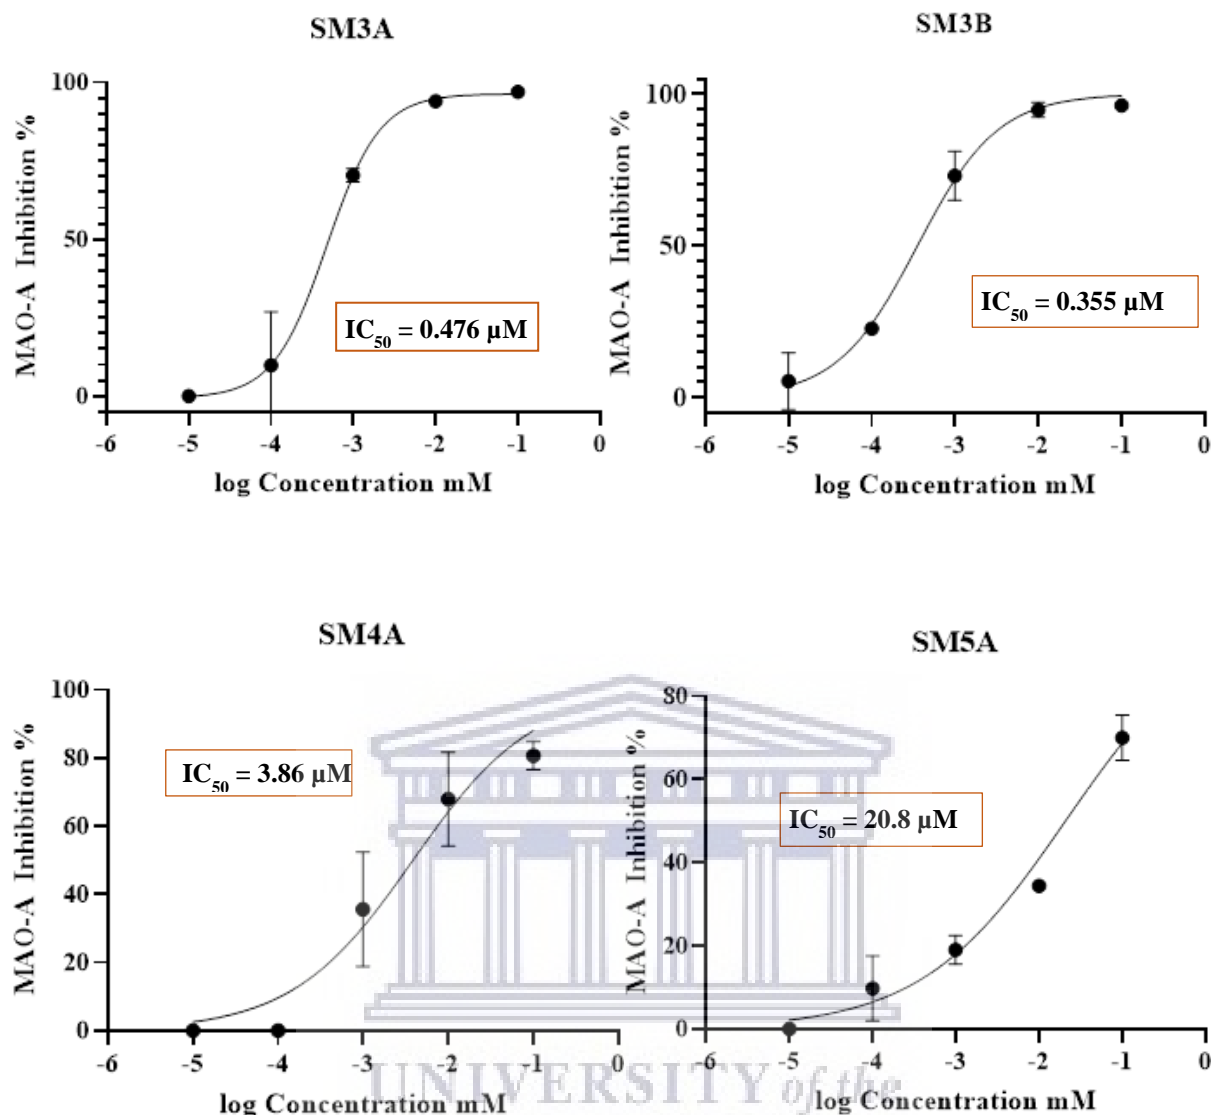 SM3A
MAO-A Inhibition %
100
50
0
-6 -5 -4 -3 -2 -1 0
log Concentration mM
IC50 = 0.476 µM
SM3B
MAO-A Inhibition %
100
50
0
-6 -5 -4 -3 -2 -1 0
log Concentration mM
IC50 = 0.355 µM
SM4A
MAO-A Inhibition %
100
80
60
40
20
0
-6 -5 -4 -3 -2 -1 0
log Concentration mM
IC50 = 3.86 µM
SM5A
MAO-A Inhibition %
80
60
40
20
0
-6 -5 -4 -3 -2 -1 0
log Concentration mM
IC50 = 20.8 µM
UNIVERSITY of the